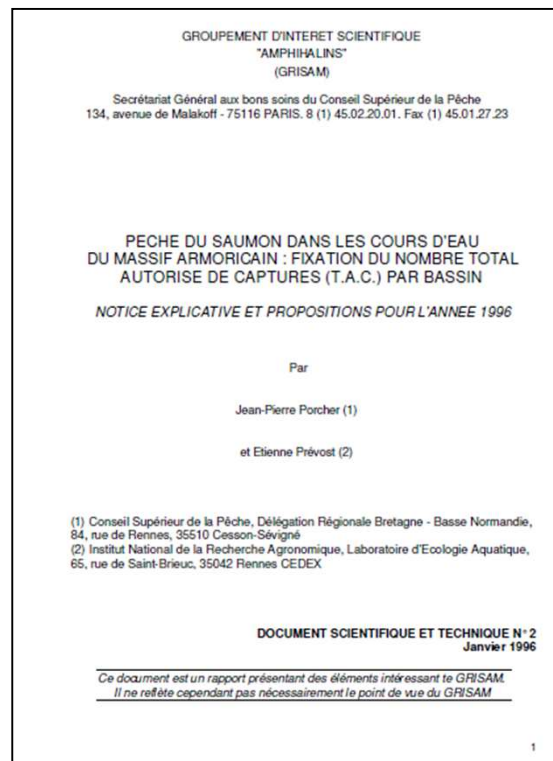 GROUPEMENT D'INTERET SCIENTIFIQUE
"AMPHIHALINS"
(GRISAM)
Secrétariat Général aux bons soins du Conseil Supérieur de la Pêche
134, avenue de Malakoff - 75116 PARIS. 8 (1) 45.02.20.01. Fax (1) 45.01.27.23
PECHE DU SAUMON DANS LES COURS D'EAU
DU MASSIF ARMORICAIN : FIXATION DU NOMBRE TOTAL
AUTORISE DE CAPTURES (T.A.C.) PAR BASSIN
NOTICE EXPLICATIVE ET PROPOSITIONS POUR L'ANNEE 1996
Par
Jean-Pierre Porcher (1)
et Etienne Prévost (2)
(1) Conseil Supérieur de la Pêche, Délégation Régionale Bretagne - Basse Normandie,
84, rue de Rennes, 35510 Cesson-Sévigné
(2) Institut National de la Recherche Agronomique, Laboratoire d'Ecologie Aquatique,
65, rue de Saint-Brieuc, 35042 Rennes CEDEX
DOCUMENT SCIENTIFIQUE ET TECHNIQUE N° 2
Janvier 1996
Ce document est un rapport présentant des éléments intéressant te GRISAM.
Il ne reflète cependant pas nécessairement le point de vue du GRISAM
1